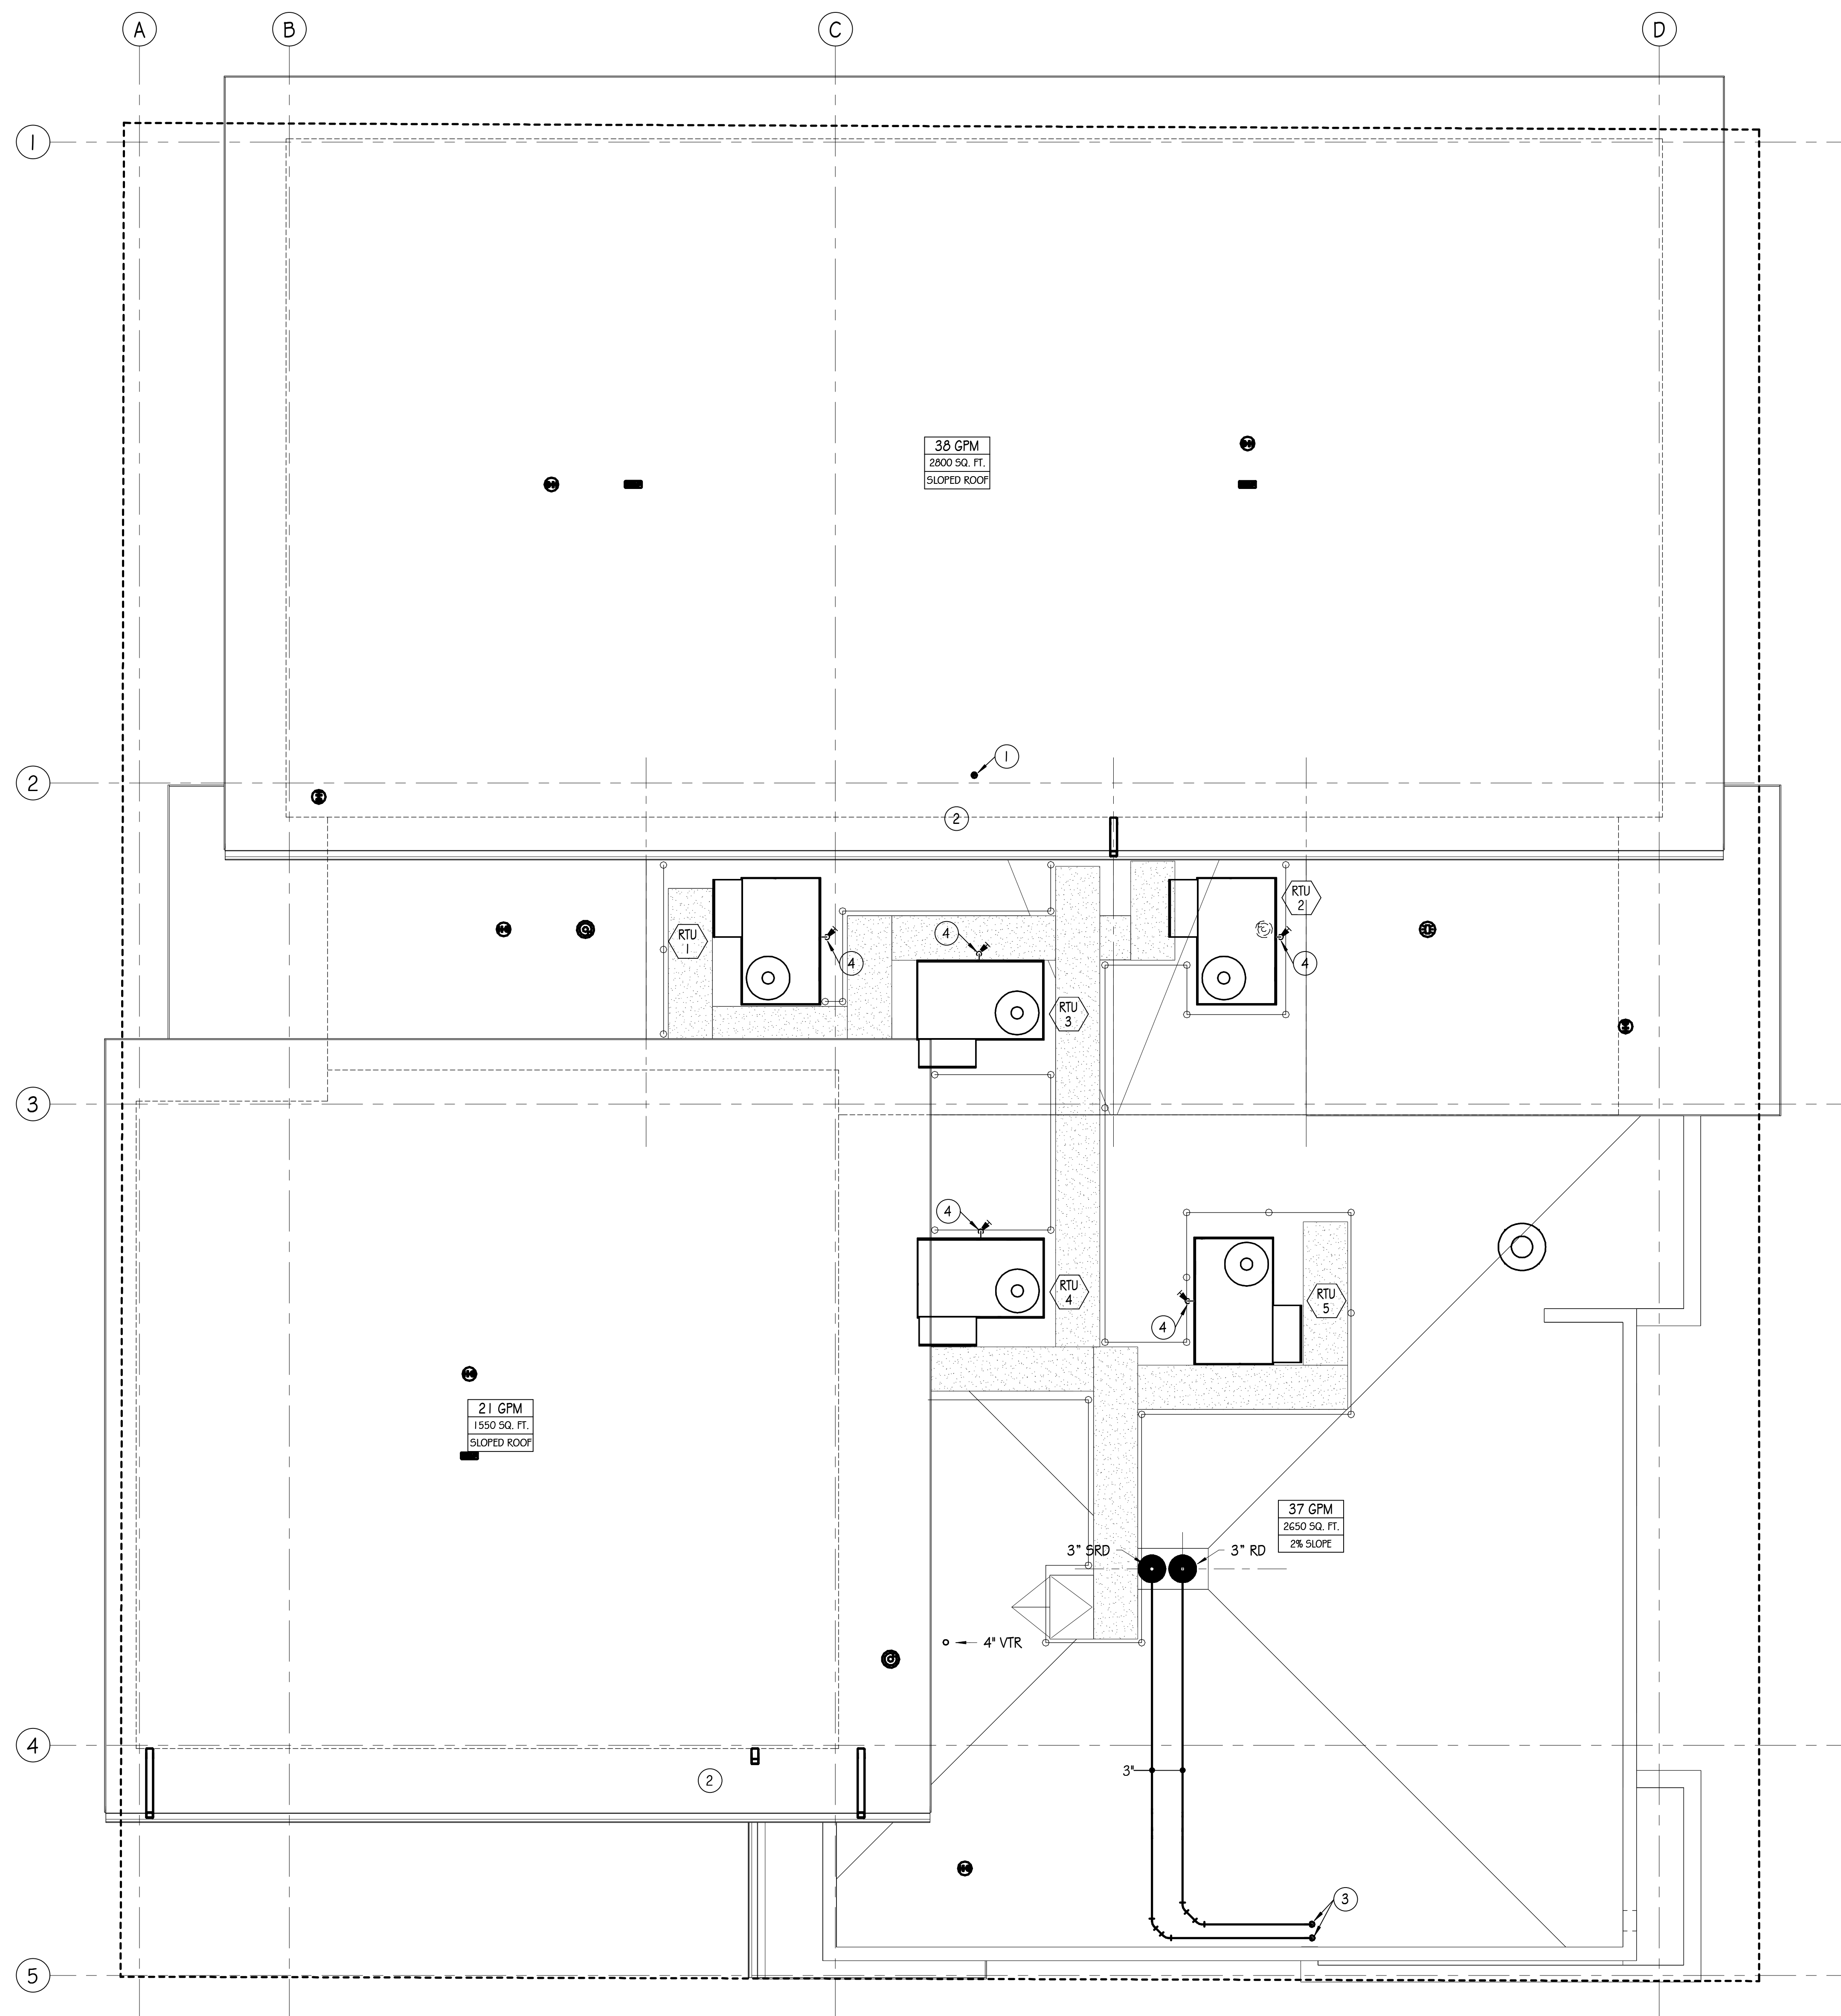 A
B
C
D
1
38 GPM
2800 SQ. FT.
SLOPED ROOF
1
2
2
RTU
1
4
4
RTU
2
4
RTU
3
3
4
RTU
4
RTU
5
4
21 GPM
1550 SQ. FT.
SLOPED ROOF
37 GPM
2650 SQ. FT.
2% SLOPE
3" SRD
3" RD
4" VTR
4
3"
2
3
5